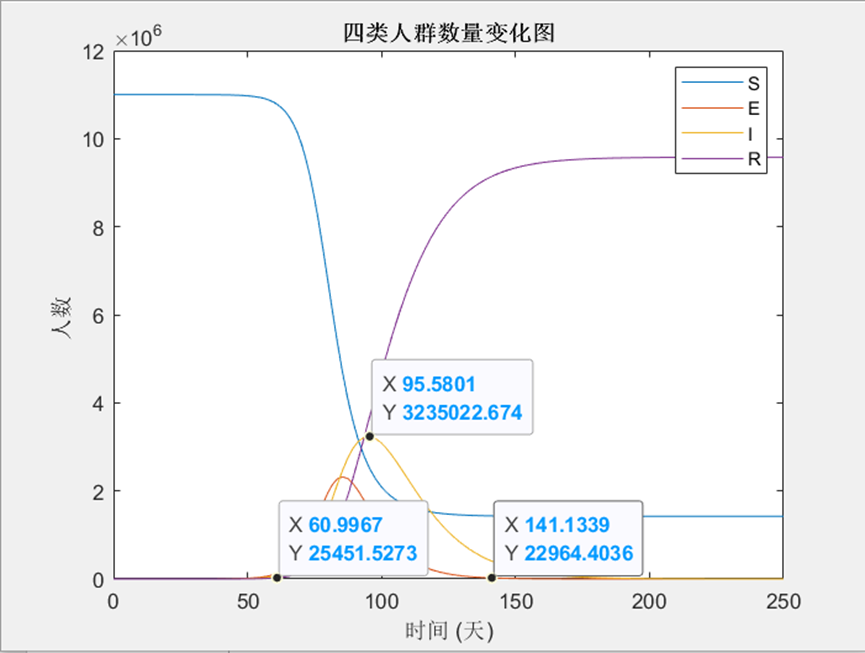 四类人群数量变化图
×10⁶
12
10
8
6
4
2
0
人数
S
E
I
R
X 95.5801
Y 3235022.674
X 60.9967
Y 25451.5273
X 141.1339
Y 22964.4036
0 50 100 150 200 250
时间 (天)